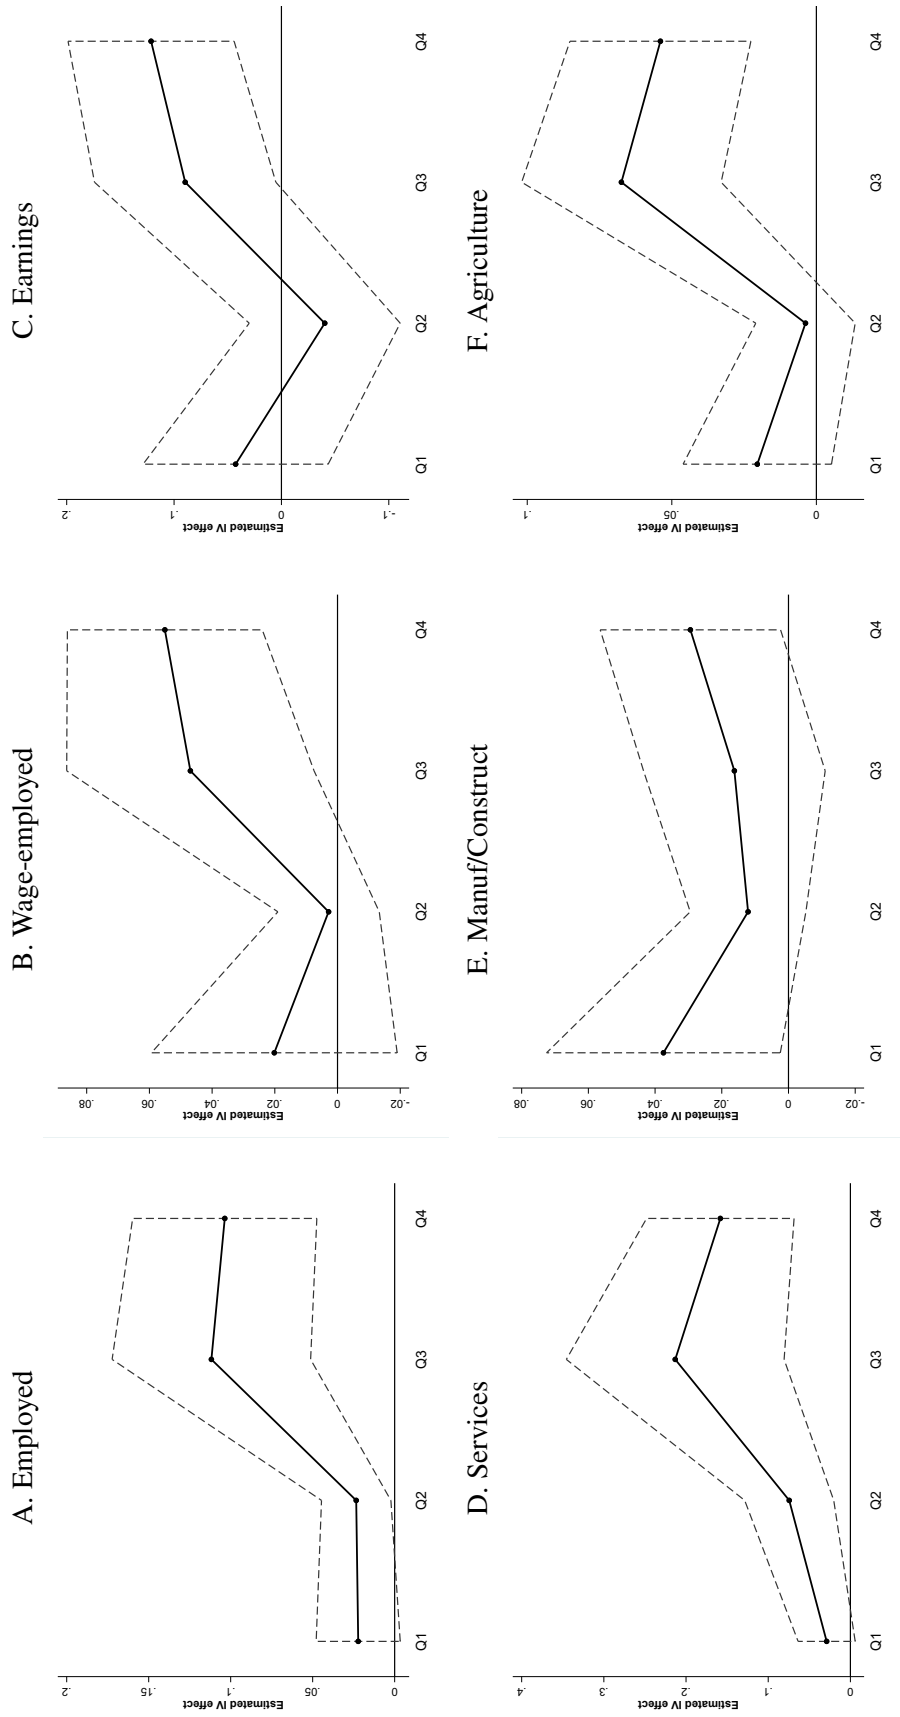 A. Employed
Estimated IV effect
0 .05 .1 .15 .2
Q1 Q2 Q3 Q4
B. Wage-employed
Estimated IV effect
-.02 0 .02 .04 .06 .08
Q1 Q2 Q3 Q4
C. Earnings
Estimated IV effect
-.1 0 .1 .2
Q1 Q2 Q3 Q4
D. Services
Estimated IV effect
0 .1 .2 .3 .4
Q1 Q2 Q3 Q4
E. Manuf/Construct
Estimated IV effect
-.02 0 .02 .04 .06 .08
Q1 Q2 Q3 Q4
F. Agriculture
Estimated IV effect
0 .05 .1
Q1 Q2 Q3 Q4